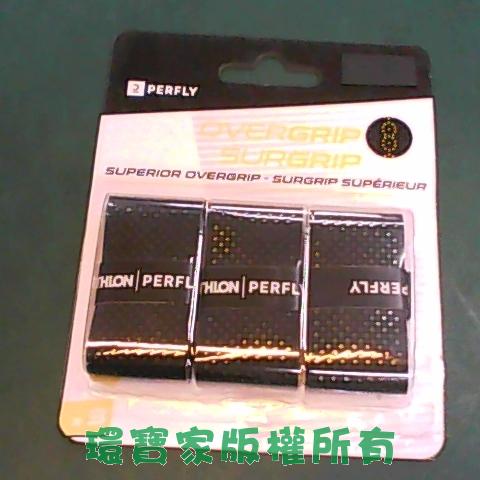 PERFLY
OVERGRIP
SURGRIP
SUPERIOR OVERGRIP - SURGRIP SUPÉRIEUR
THLON PERFLY
THLON PERFLY
PERFLY
環寶家版權所有